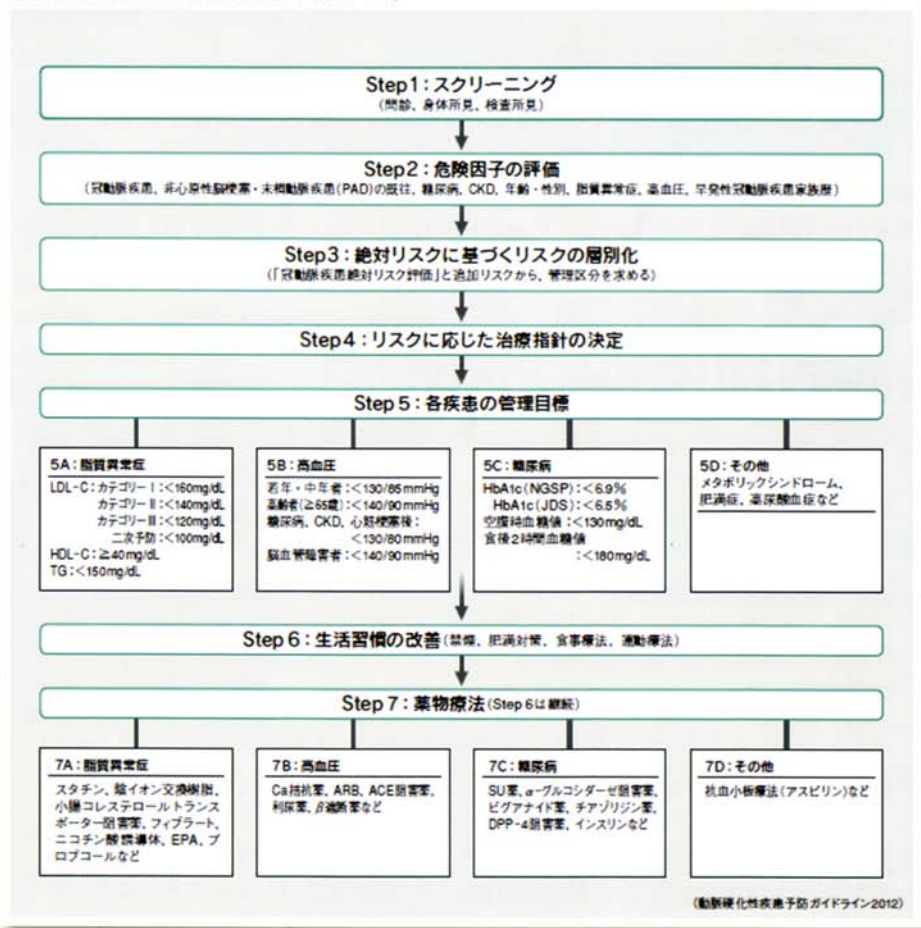 Step1：スクリーニング
（問診、身体所見、検査所見）
Step2：危険因子の評価
（冠動脈疾患、非心原性脳梗塞・末梢動脈疾患（PAD）の既往、糖尿病、CKD、年齢・性別、脂質異常症、高血圧、早発性冠動脈疾患家族歴）
Step3：絶対リスクに基づくリスクの層別化
（「冠動脈疾患絶対リスク評価」と追加リスクから、管理区分を求める）
Step4：リスクに応じた治療指針の決定
Step5：各疾患の管理目標
5A：脂質異常症
LDL-C：カテゴリーⅠ：<160mg/dL
カテゴリーⅡ：<140mg/dL
カテゴリーⅢ：<120mg/dL
二次予防：<100mg/dL
HDL-C：≧40mg/dL
TG：<150mg/dL
5B：高血圧
若年・中年者：<130/85mmHg
高齢者（≧65歳）：<140/90mmHg
糖尿病、CKD、心筋梗塞後：
<130/80mmHg
脳血管障害者：<140/90mmHg
5C：糖尿病
HbA1c（NGSP）：<6.9%
HbA1c（JDS）：<6.5%
空腹時血糖値：<130mg/dL
食後2時間血糖値
：<180mg/dL
5D：その他
メタボリックシンドローム、
肥満症、高尿酸血症など
Step6：生活習慣の改善（禁煙、肥満対策、食事療法、運動療法）
Step7：薬物療法（Step6は継続）
7A：脂質異常症
スタチン、陰イオン交換樹脂、
小腸コレステロールトランス
ポーター阻害薬、フィブラート、
ニコチン酸誘導体、EPA、プ
ロブコールなど
7B：高血圧
Ca拮抗薬、ARB、ACE阻害薬、
利尿薬、β遮断薬など
7C：糖尿病
SU薬、α-グルコシダーゼ阻害薬、
ビグアナイド薬、チアゾリジン薬、
DPP-4阻害薬、インスリンなど
7D：その他
抗血小板療法（アスピリン）など
（動脈硬化性疾患予防ガイドライン2012）